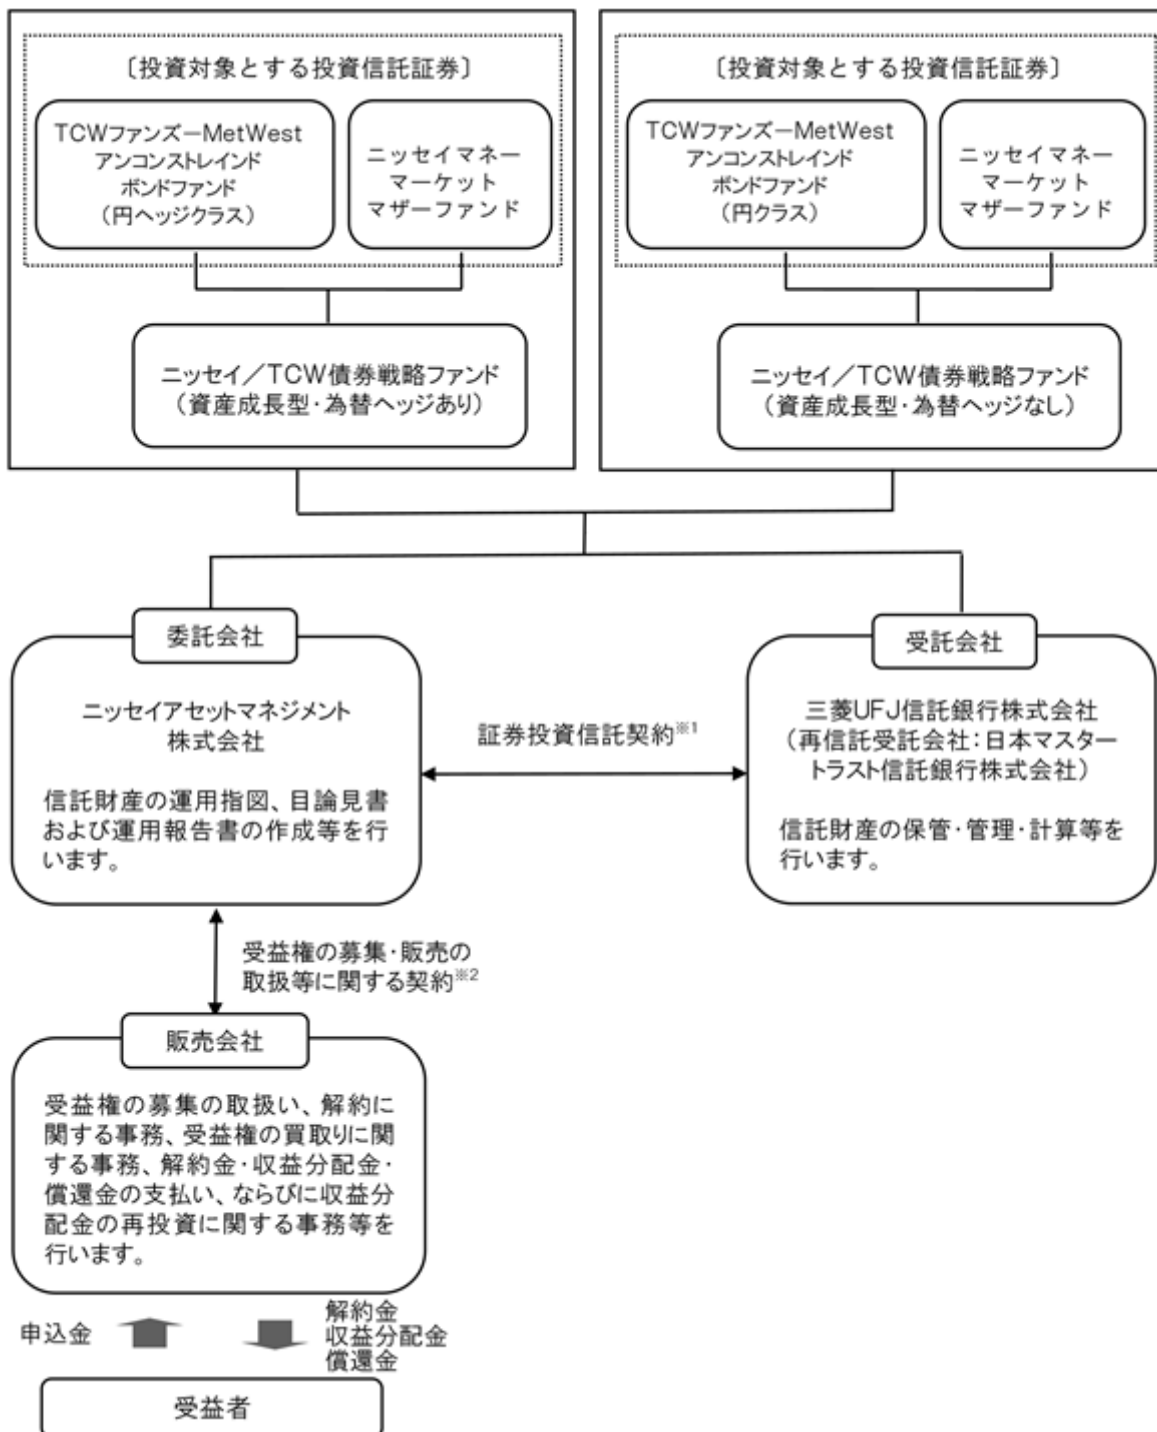 〔投資対象とする投資信託証券〕
TCWファンズーMetWest
アンコンストレインド
ボンドファンド
（円ヘッジクラス）
ニッセイマネー
マーケット
マザーファンド
ニッセイ／TCW債券戦略ファンド
（資産成長型・為替ヘッジあり）
〔投資対象とする投資信託証券〕
TCWファンズーMetWest
アンコンストレインド
ボンドファンド
（円クラス）
ニッセイマネー
マーケット
マザーファンド
ニッセイ／TCW債券戦略ファンド
（資産成長型・為替ヘッジなし）
委託会社
ニッセイアセットマネジメント
株式会社
信託財産の運用指図、目論見書
および運用報告書の作成等を行
います。
証券投資信託契約※1
受託会社
三菱UFJ信託銀行株式会社
（再信託受託会社：日本マスター
トラスト信託銀行株式会社）
信託財産の保管・管理・計算等を
行います。
受益権の募集・販売の
取扱等に関する契約※2
販売会社
受益権の募集の取扱い、解約に
関する事務、受益権の買取りに関
する事務、解約金・収益分配金・
償還金の支払い、ならびに収益分
配金の再投資に関する事務等を
行います。
申込金
解約金
収益分配金
償還金
受益者